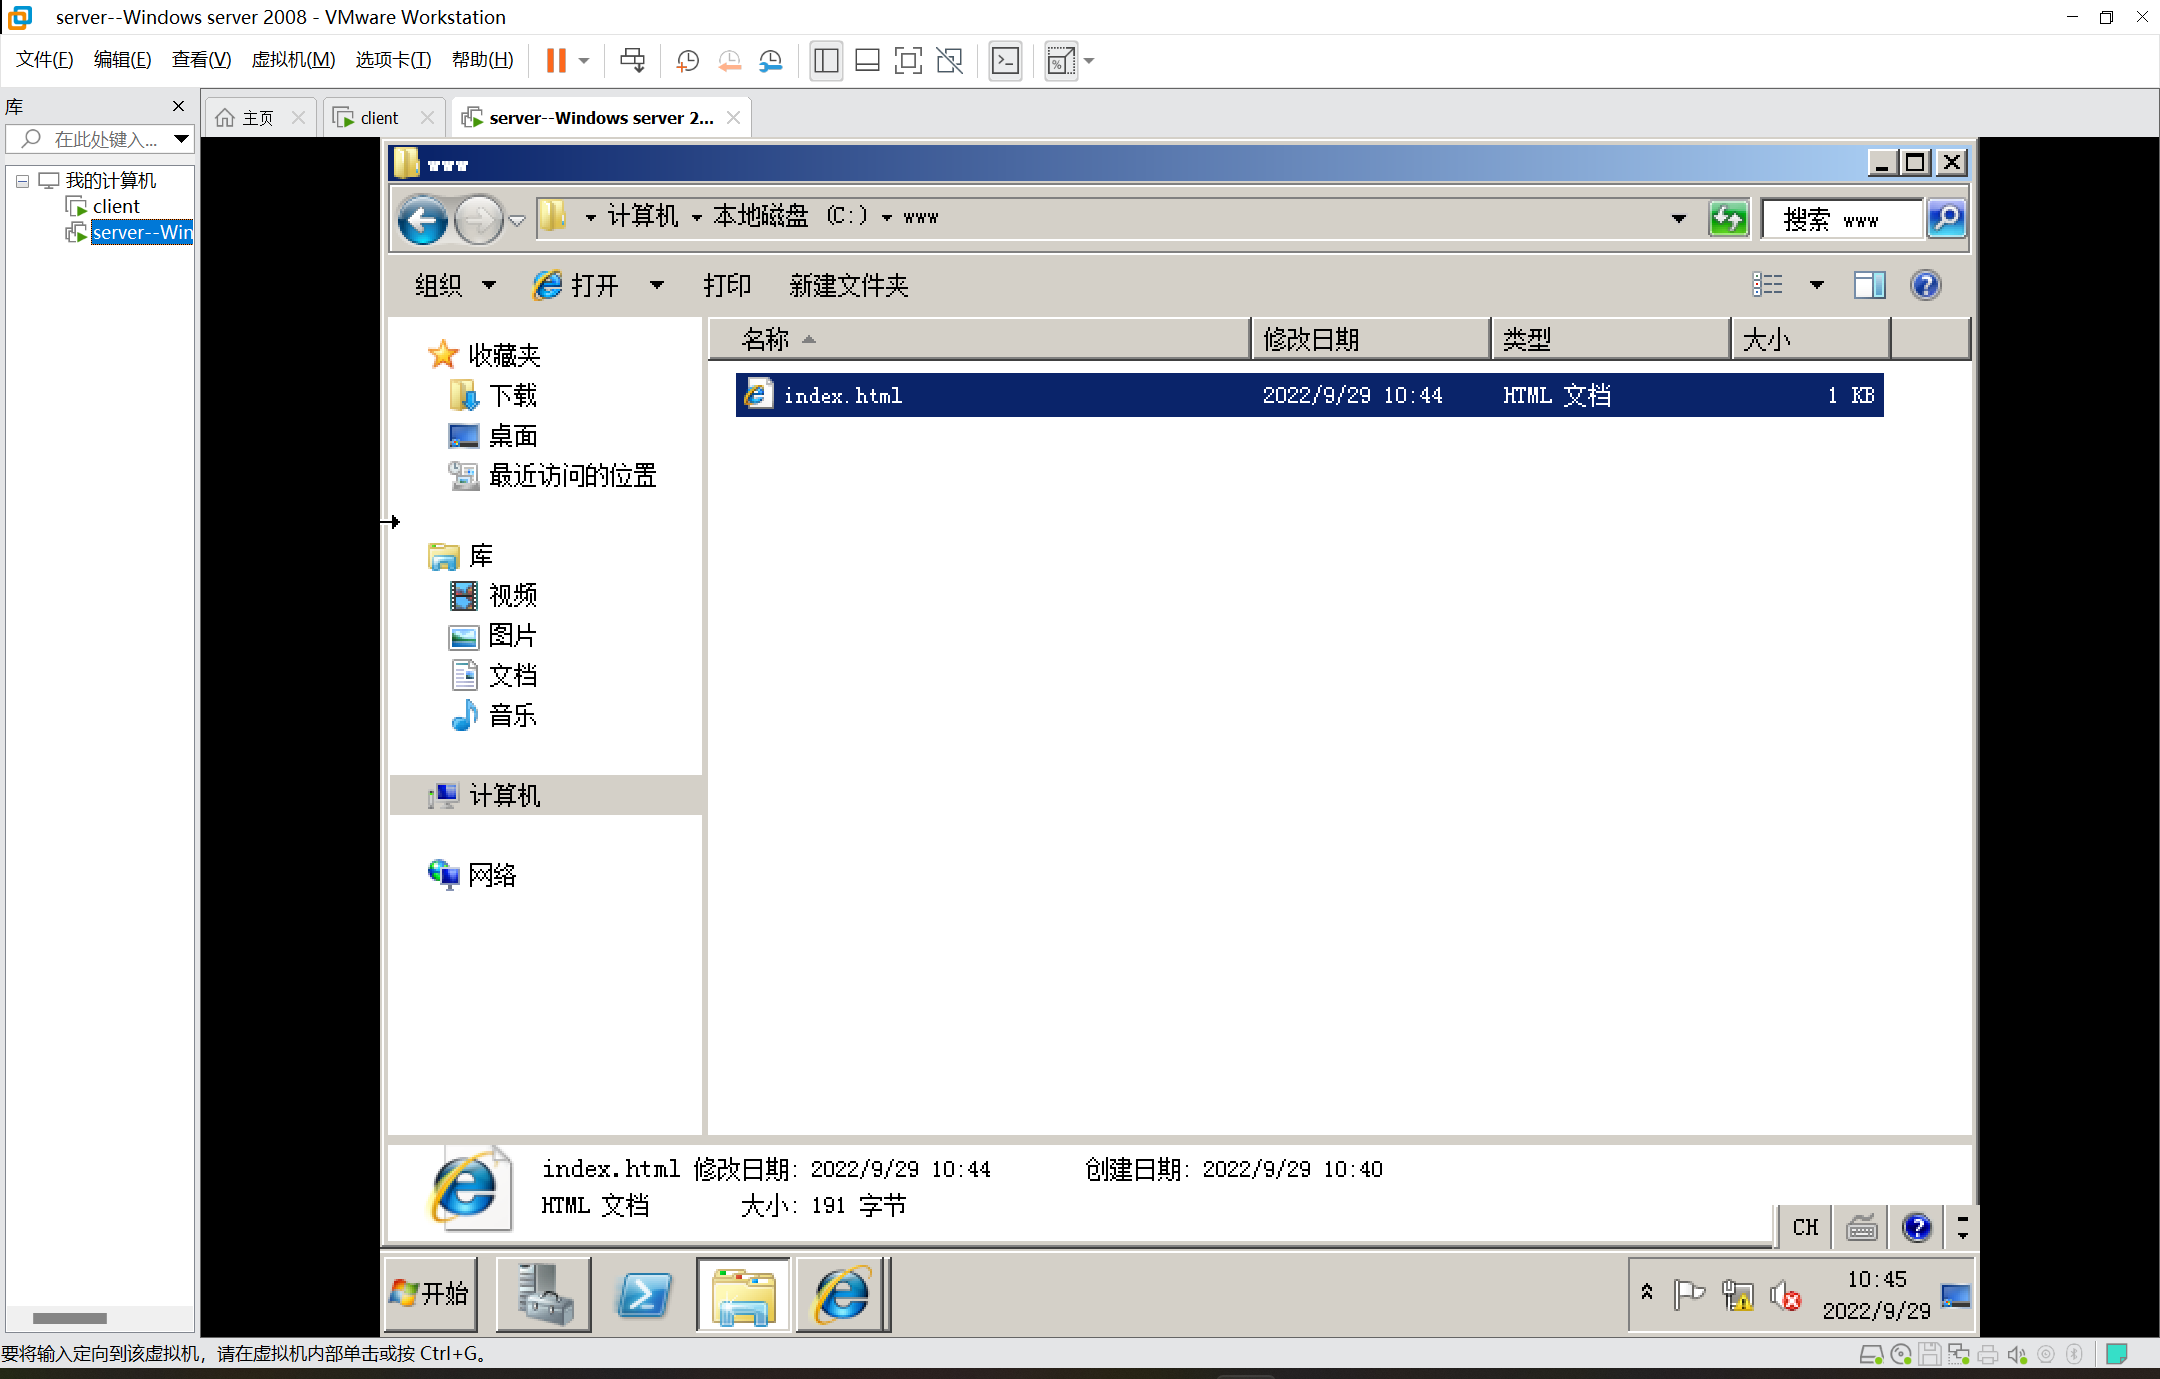 server--Windows server 2008 - VMware Workstation
文件(F) 编辑(E) 查看(V) 虚拟机(M) 选项卡(T) 帮助(H)
库
在此处键入...
我的计算机
client
server--Win
主页 client server--Windows server 2...
www
计算机 本地磁盘 (C:) www
搜索 www
组织 打开 打印 新建文件夹
名称 修改日期 类型 大小
index.html 2022/9/29 10:44 HTML 文档 1 KB
收藏夹
下载
桌面
最近访问的位置
库
视频
图片
文档
音乐
计算机
网络
index.html 修改日期: 2022/9/29 10:44 创建日期: 2022/9/29 10:40
HTML 文档 大小: 191 字节
CH
开始
10:45
2022/9/29
要将输入定向到该虚拟机，请在虚拟机内部单击或按 Ctrl+G。